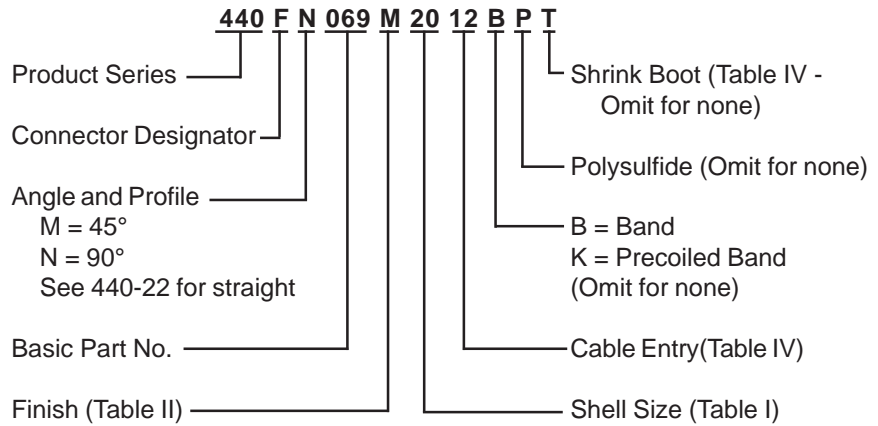 440 F N 069 M 20 12 B P T
Product Series
Connector Designator
Angle and Profile
M = 45°
N = 90°
See 440-22 for straight
Basic Part No.
Finish (Table II)
Shrink Boot (Table IV -
Omit for none)
Polysulfide (Omit for none)
B = Band
K = Precoiled Band
(Omit for none)
Cable Entry(Table IV)
Shell Size (Table I)